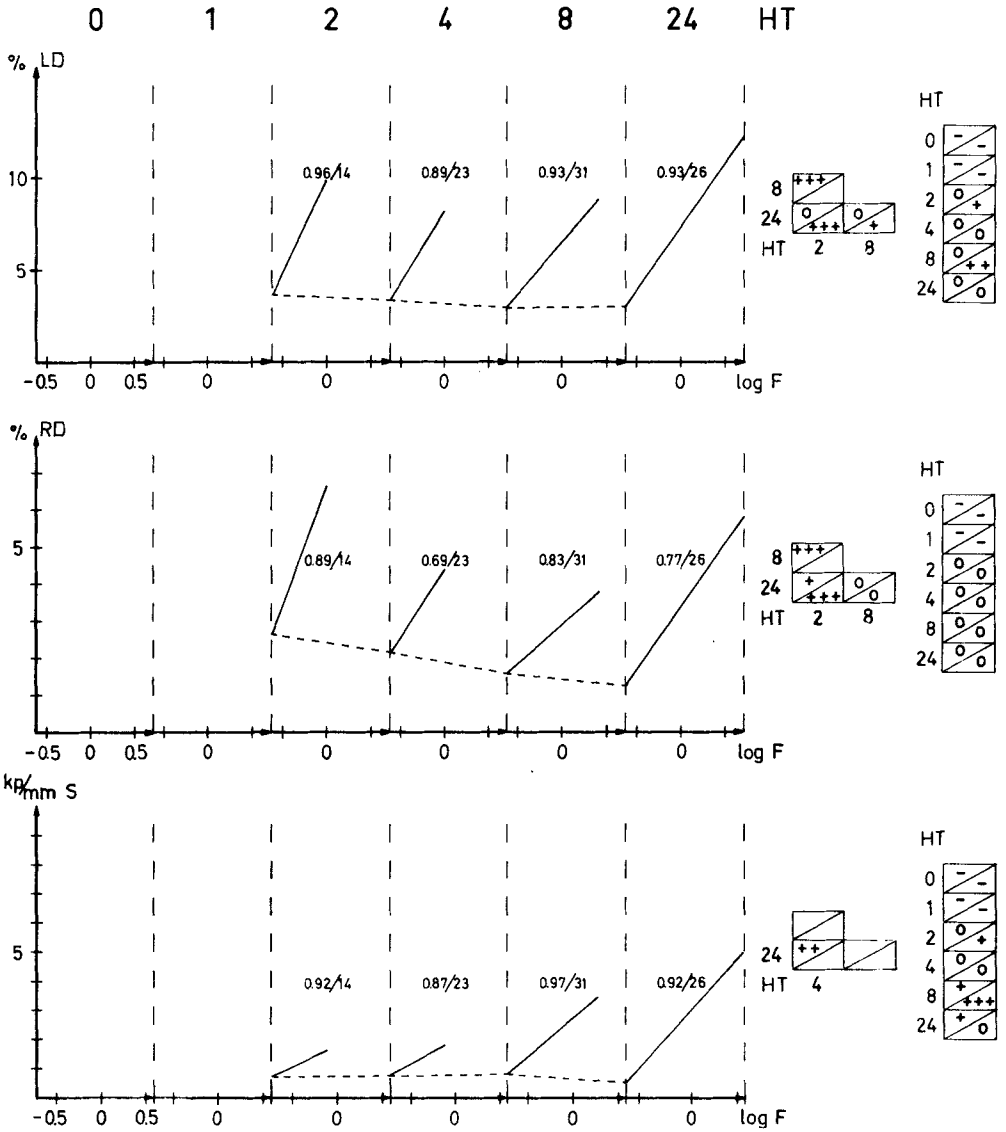 0 1 2 4 8 24 HT
% LD
10
5
0.96/14 0.89/23 0.93/31 0.93/26
-0.5 0 0.5 0 0 0 0 0 log F
8 +++
24 O +++ O +
HT 2 8
HT
0 - -
1 - -
2 O +
4 O O
8 O ++
24 O O
% RD
5
0.89/14 0.69/23 0.83/31 0.77/26
-0.5 0 0.5 0 0 0 0 0 log F
8 +++
24 + +++ O O
HT 2 8
HT
0 - -
1 - -
2 O O
4 O O
8 O O
24 O O
kp/mm S
5
0.92/14 0.87/23 0.97/31 0.92/26
-0.5 0 0.5 0 0 0 0 0 log F
24 ++
HT 4
HT
0 - -
1 - -
2 O +
4 O O
8 + +++
24 + O